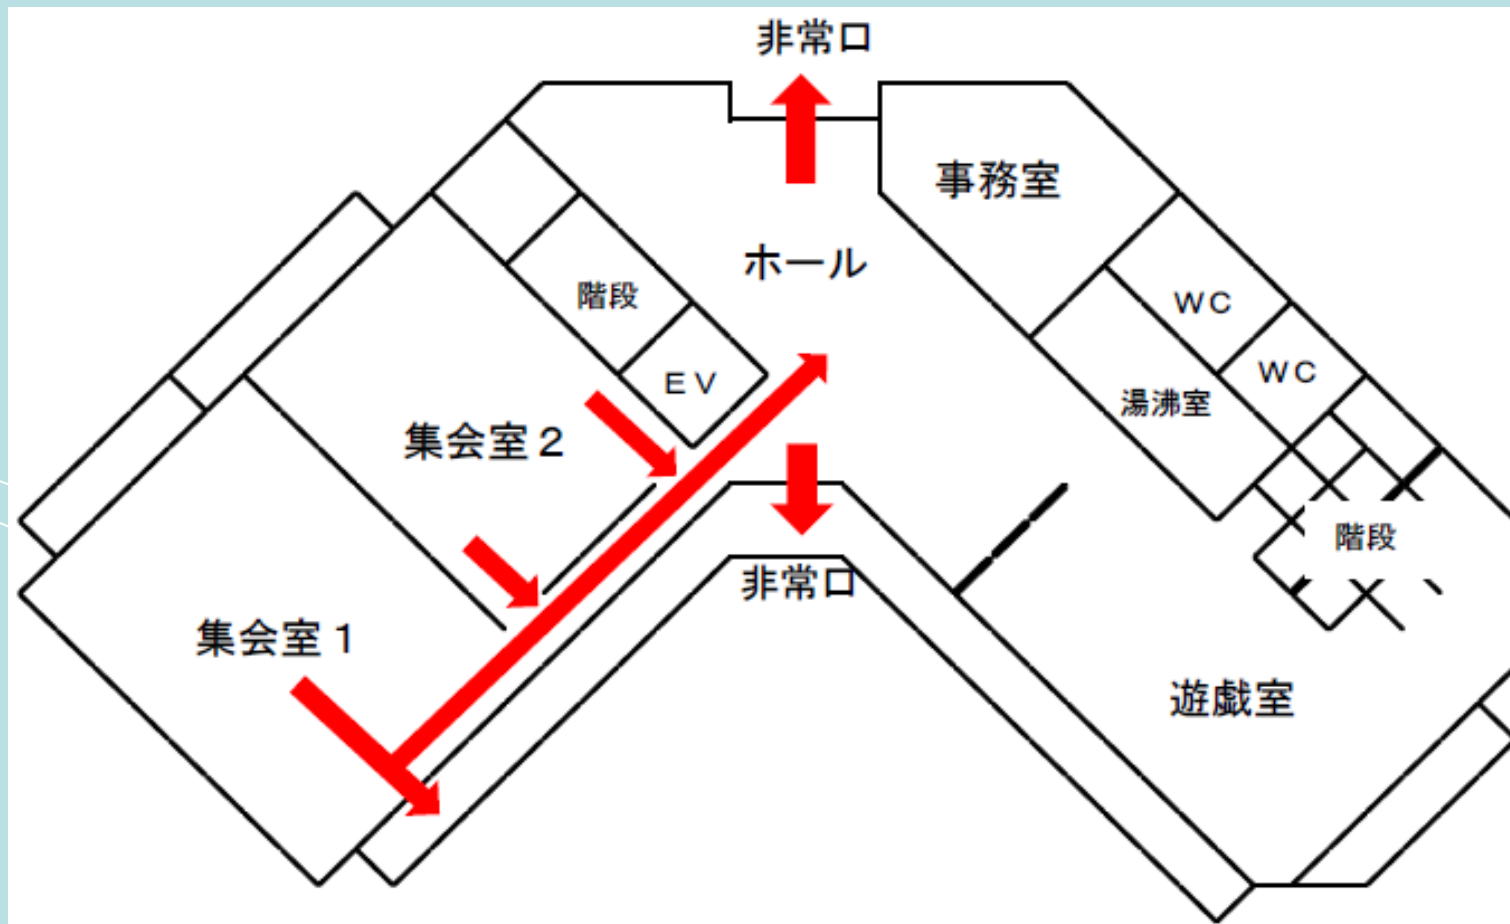 非常口
事務室
ホール
階段
ＷＣ
ＥＶ
ＷＣ
湯沸室
集会室２
階段
非常口
集会室１
遊戯室